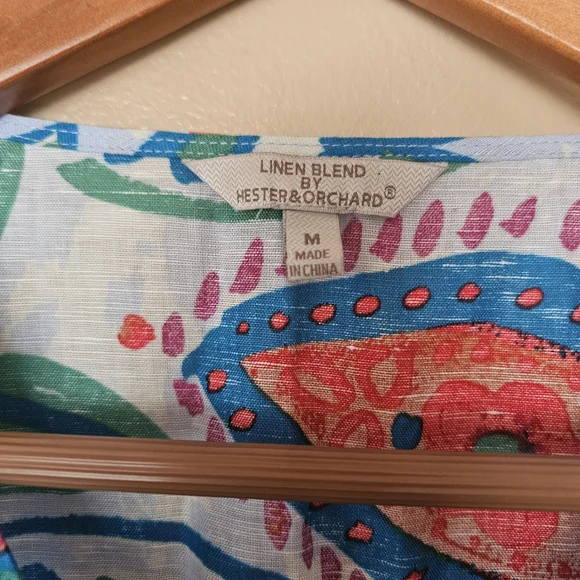 LINEN BLEND
BY
HESTER&ORCHARD®
M
MADE
IN CHINA